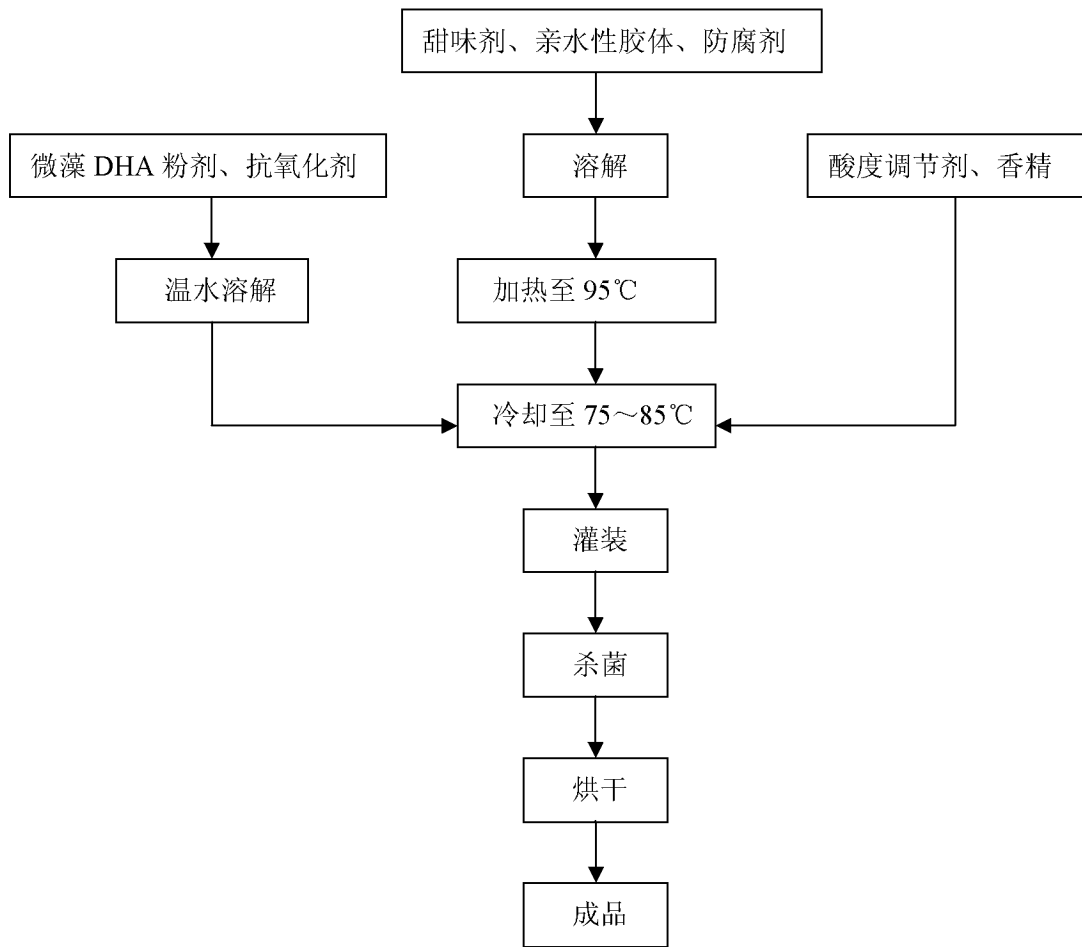 甜味剂、亲水性胶体、防腐剂
微藻 DHA 粉剂、抗氧化剂
溶解
酸度调节剂、香精
温水溶解
加热至 95℃
冷却至 75～85℃
灌装
杀菌
烘干
成品